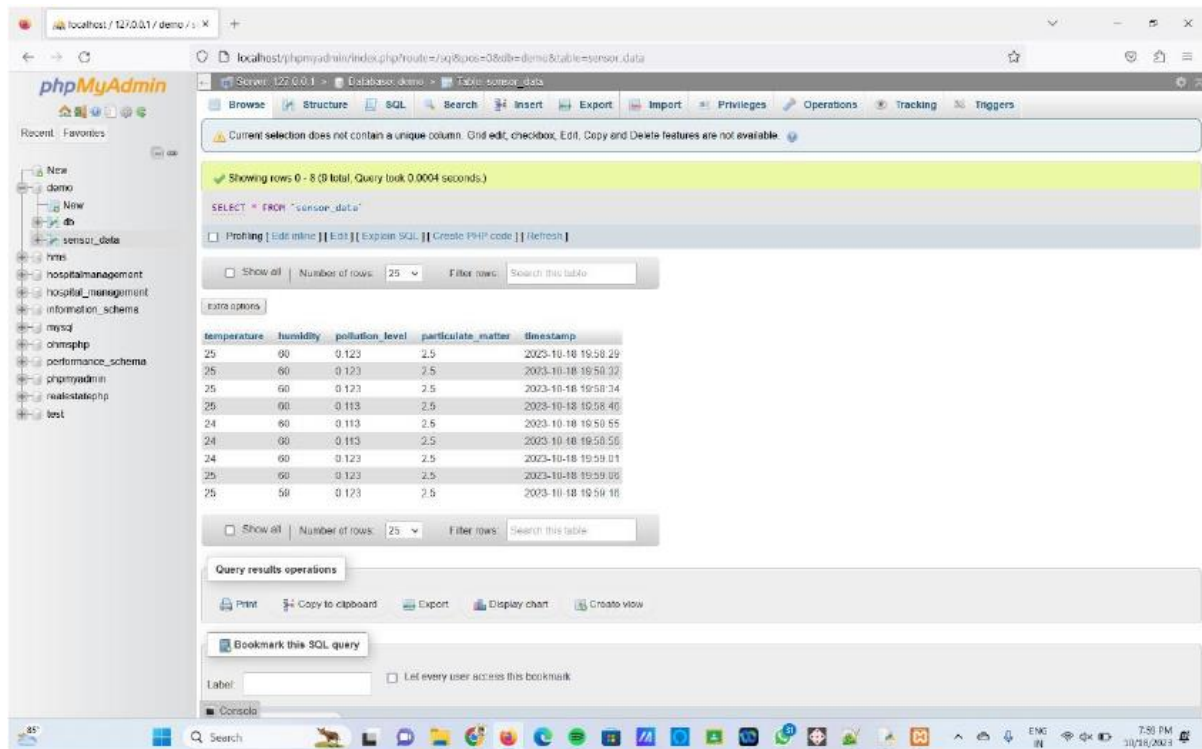 localhost / 127.0.0.1 / demo / s
localhost/phpmyadmin/index.php?route=/sql&pos=0&db=demo&table=sensor_data
phpMyAdmin
Recent Favorites
New
demo
New
db
sensor_data
hms
hospitalmanagement
hospital_management
information_schema
mysql
ohmsphp
performance_schema
phpmyadmin
realestatephp
test
Server: 127.0.0.1 » Database: demo » Table: sensor_data
Browse Structure SQL Search Insert Export Import Privileges Operations Tracking Triggers
Current selection does not contain a unique column. Grid edit, checkbox, Edit, Copy and Delete features are not available.
Showing rows 0 - 8 (9 total, Query took 0.0004 seconds.)
SELECT * FROM `sensor_data`
Profiling [ Edit inline ] [ Edit ] [ Explain SQL ] [ Create PHP code ] [ Refresh ]
Show all | Number of rows: 25 Filter rows: Search this table
Extra options
temperature humidity pollution_level particulate_matter timestamp
25 60 0.123 2.5 2023-10-18 19:58:29
25 60 0.123 2.5 2023-10-18 19:58:32
25 60 0.123 2.5 2023-10-18 19:58:34
25 60 0.113 2.5 2023-10-18 19:58:46
24 60 0.113 2.5 2023-10-18 19:58:55
24 60 0.113 2.5 2023-10-18 19:58:56
24 60 0.123 2.5 2023-10-18 19:59:01
25 60 0.123 2.5 2023-10-18 19:59:06
25 59 0.123 2.5 2023-10-18 19:59:16
Show all | Number of rows: 25 Filter rows: Search this table
Query results operations
Print Copy to clipboard Export Display chart Create view
Bookmark this SQL query
Label: Let every user access this bookmark
Console
85°
Search
ENG
IN
7:59 PM
10/18/2023